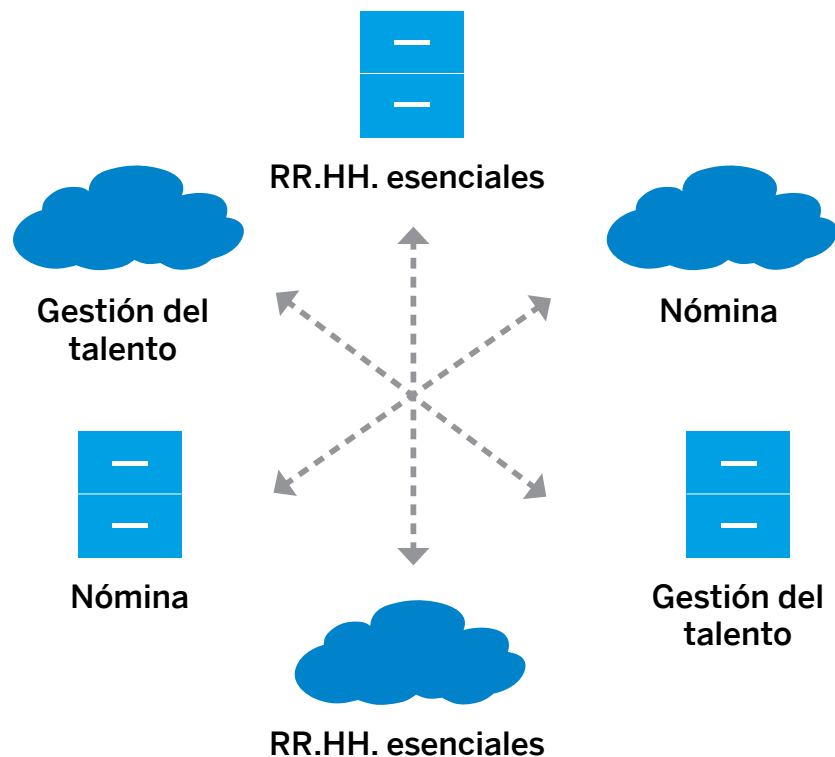 RR.HH. esenciales
Gestión del
talento
Nómina
Nómina
Gestión del
talento
RR.HH. esenciales